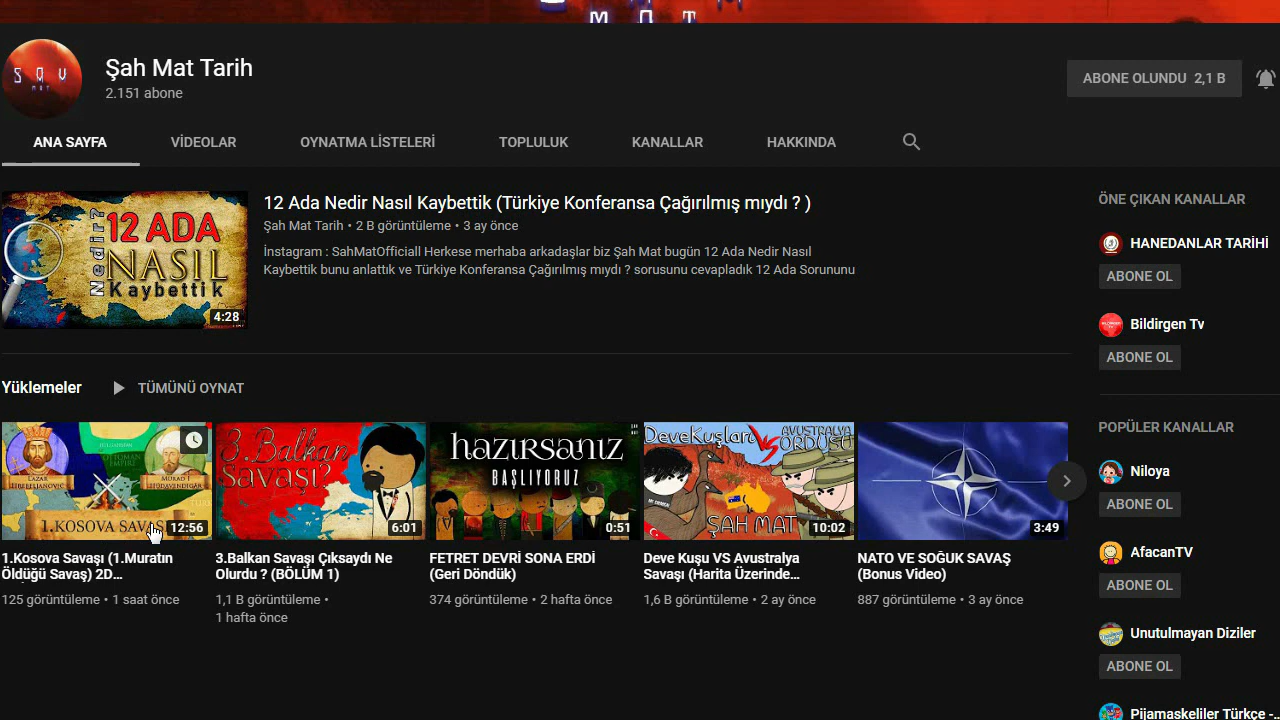 M A T
S A V
MAT
Şah Mat Tarih
2.151 abone
ABONE OLUNDU 2,1 B
ANA SAYFA
VİDEOLAR
OYNATMA LİSTELERİ
TOPLULUK
KANALLAR
HAKKINDA
Nedir?
12 ADA
NASIL
Kaybettik
4:28
12 Ada Nedir Nasıl Kaybettik (Türkiye Konferansa Çağırılmış mıydı ? )
Şah Mat Tarih • 2 B görüntüleme • 3 ay önce
İnstagram : SahMatOfficiall Herkese merhaba arkadaşlar biz Şah Mat bugün 12 Ada Nedir Nasıl
Kaybettik bunu anlattık ve Türkiye Konferansa Çağırılmış mıydı ? sorusunu cevapladık 12 Ada Sorununu
Yüklemeler
TÜMÜNÜ OYNAT
LAZAR
OTTOMAN
EMPIRE
MURAD I
HÜDAVENDİGAR
1.KOSOVA SAVAŞ
12:56
1.Kosova Savaşı (1.Muratın
Öldüğü Savaş) 2D...
125 görüntüleme • 1 saat önce
3.Balkan
Savaşı?
6:01
3.Balkan Savaşı Çıksaydı Ne
Olurdu ? (BÖLÜM 1)
1,1 B görüntüleme •
1 hafta önce
hazırsanız
BAŞLIYORUZ
0:51
FETRET DEVRİ SONA ERDİ
(Geri Döndük)
374 görüntüleme • 2 hafta önce
DeveKuşları
VS
AVUSTRALYA
ORDUSU
ŞAH MAT
10:02
Deve Kuşu VS Avustralya
Savaşı (Harita Üzerinde...
1,6 B görüntüleme • 2 ay önce
3:49
NATO VE SOĞUK SAVAŞ
(Bonus Video)
887 görüntüleme • 3 ay önce
ÖNE ÇIKAN KANALLAR
HANEDANLAR TARİHİ
ABONE OL
Bildirgen Tv
ABONE OL
POPÜLER KANALLAR
Niloya
ABONE OL
AfacanTV
ABONE OL
Unutulmayan Diziler
ABONE OL
Pijamaskeliler Türkçe -